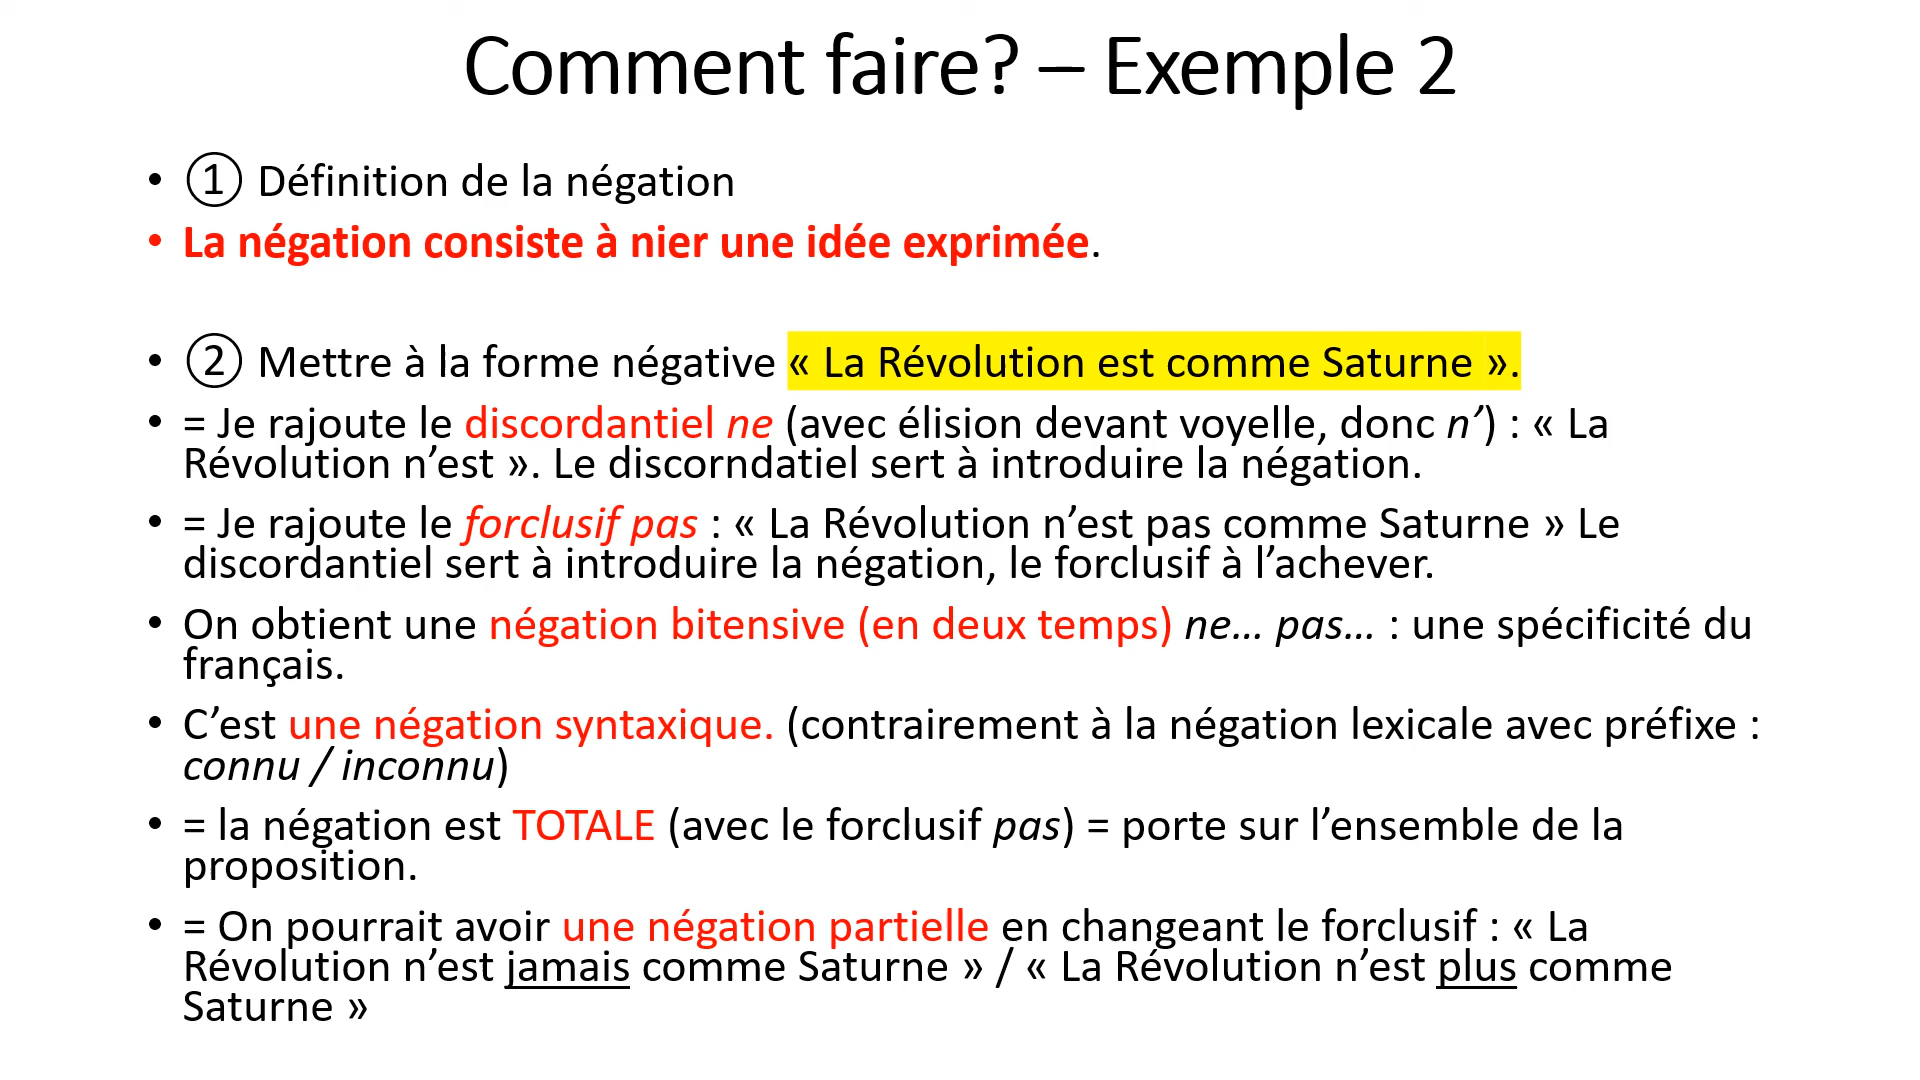 Comment faire? – Exemple 2
• ① Définition de la négation
• La négation consiste à nier une idée exprimée.
• ② Mettre à la forme négative « La Révolution est comme Saturne ».
• = Je rajoute le discordantiel ne (avec élision devant voyelle, donc n’) : « La
Révolution n’est ». Le discorndatiel sert à introduire la négation.
• = Je rajoute le forclusif pas : « La Révolution n’est pas comme Saturne » Le
discordantiel sert à introduire la négation, le forclusif à l’achever.
• On obtient une négation bitensive (en deux temps) ne… pas… : une spécificité du
français.
• C’est une négation syntaxique. (contrairement à la négation lexicale avec préfixe :
connu / inconnu)
• = la négation est TOTALE (avec le forclusif pas) = porte sur l’ensemble de la
proposition.
• = On pourrait avoir une négation partielle en changeant le forclusif : « La
Révolution n’est jamais comme Saturne » / « La Révolution n’est plus comme
Saturne »